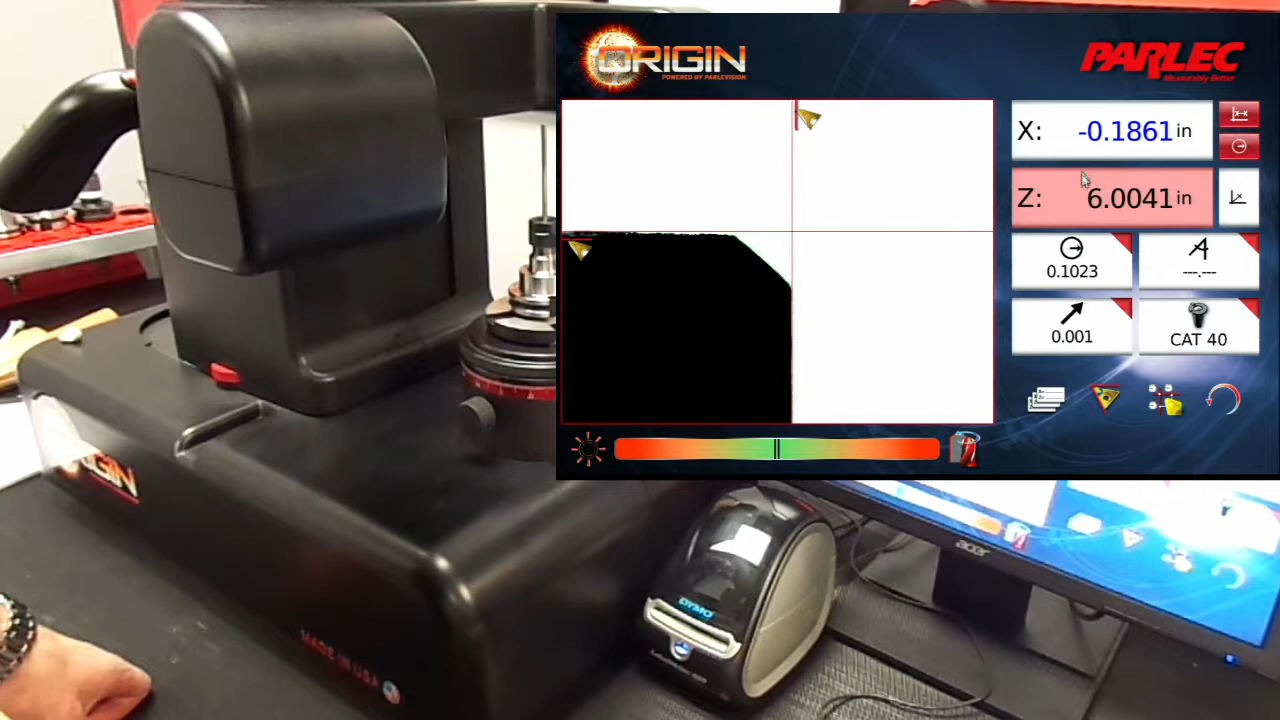 ORIGIN
POWERED BY PARLEVISION
PARLEC
Measurably Better
X: -0.1861 in
Z: 6.0041 in
0.1023
---.---
0.001
CAT 40
acer
DYMO
MADE IN USA